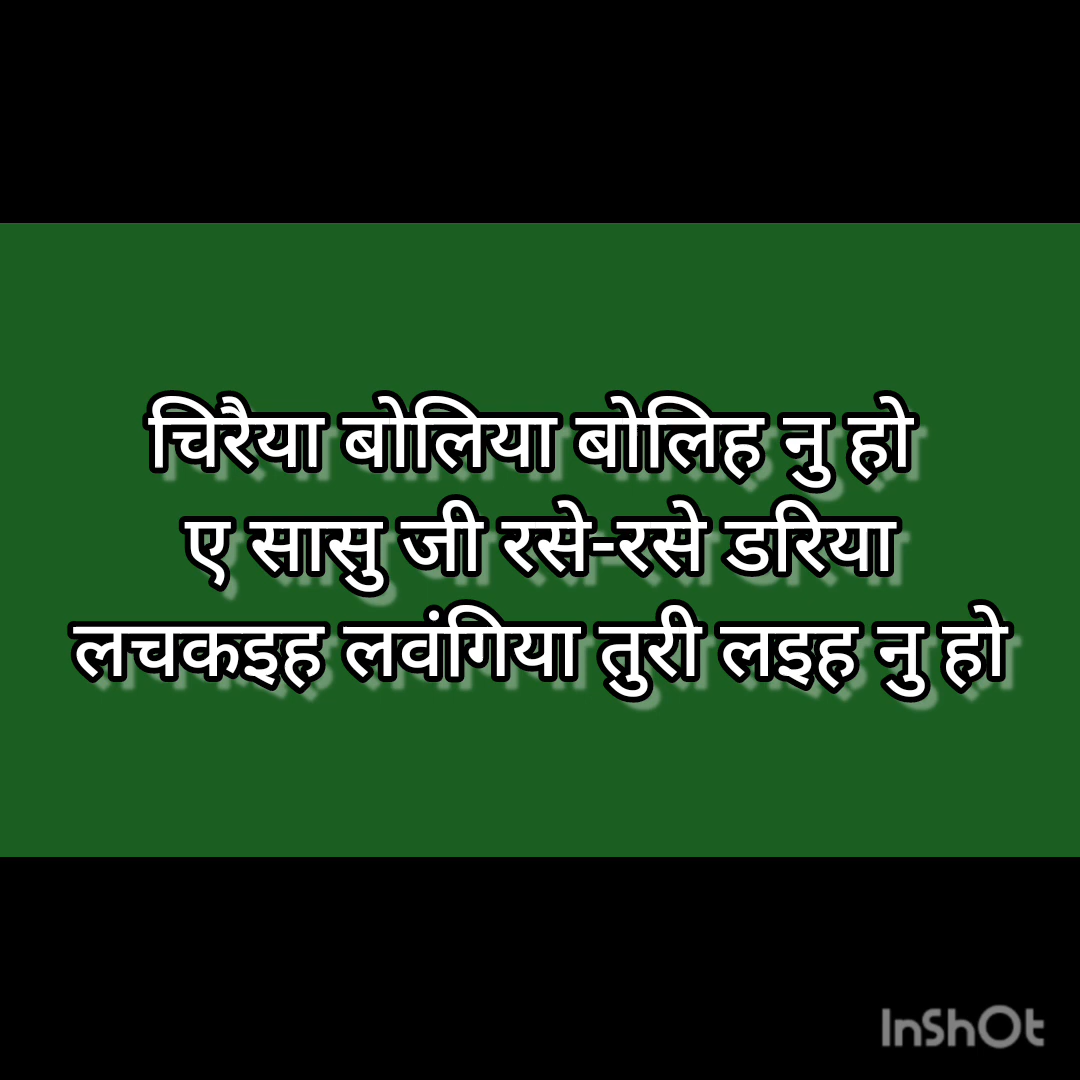 चिरैया बोलिया बोलिह नु हो
ए सासु जी रसे-रसे डरिया
लचकइह लवंगिया तुरी लइह नु हो
InShOt